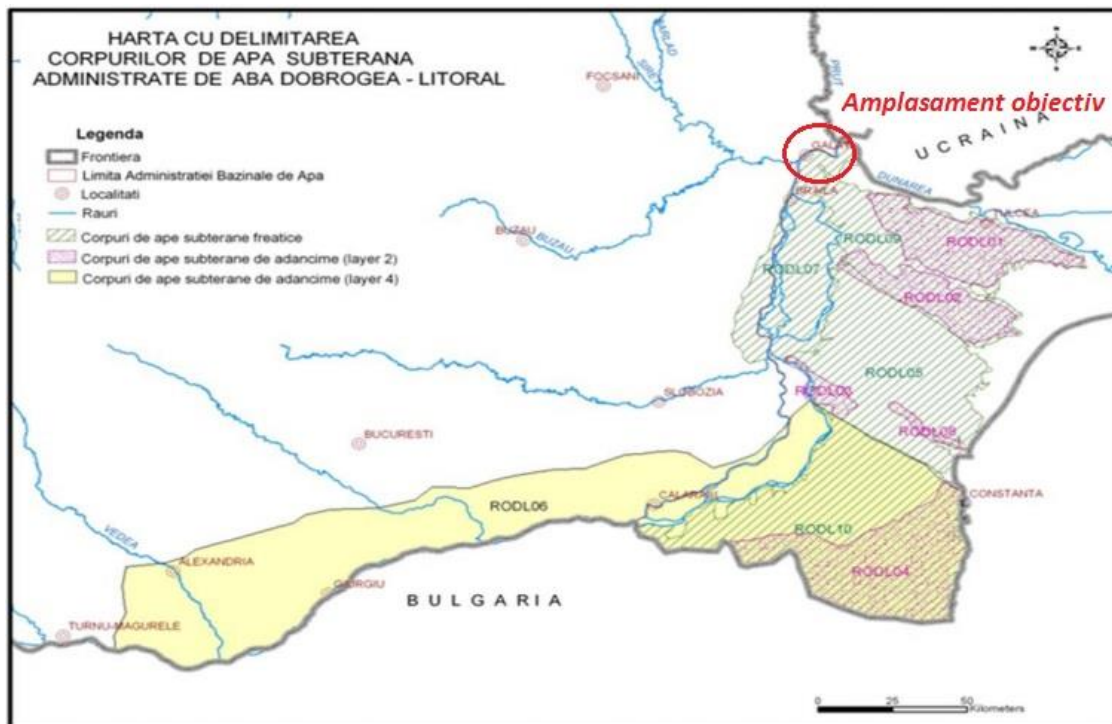 HARTA CU DELIMITAREA
CORPURILOR DE APA SUBTERANA
ADMINISTRATE DE ABA DOBROGEA - LITORAL
Legenda
Frontiera
Limita Administratiei Bazinale de Apa
Localitati
Rauri
Corpuri de ape subterane freatice
Corpuri de ape subterane de adancime (layer 2)
Corpuri de ape subterane de adancime (layer 4)
FOCSANI
SIRET
PRUT
Amplasament obiectiv
UCRAINA
DUNAREA
BRAILA
TULCEA
BUZAU
BUZAU
RODL01
RODL09
RODL07
RODL02
RODL05
RODL03
RODL08
SLOBOZIA
BUCURESTI
CALARASI
CONSTANTA
RODL06
RODL10
RODL04
VEDEA
ALEXANDRIA
GIURGIU
BULGARIA
TURNU-MAGURELE
0 25 50
Kilometers